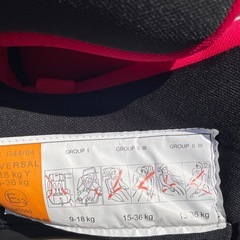 R44/04
VERSAL
18 kg Y
-36 kg
GROUP I
GROUP II III
GROUP II III
9-18 kg
15-36 kg
15-36 kg